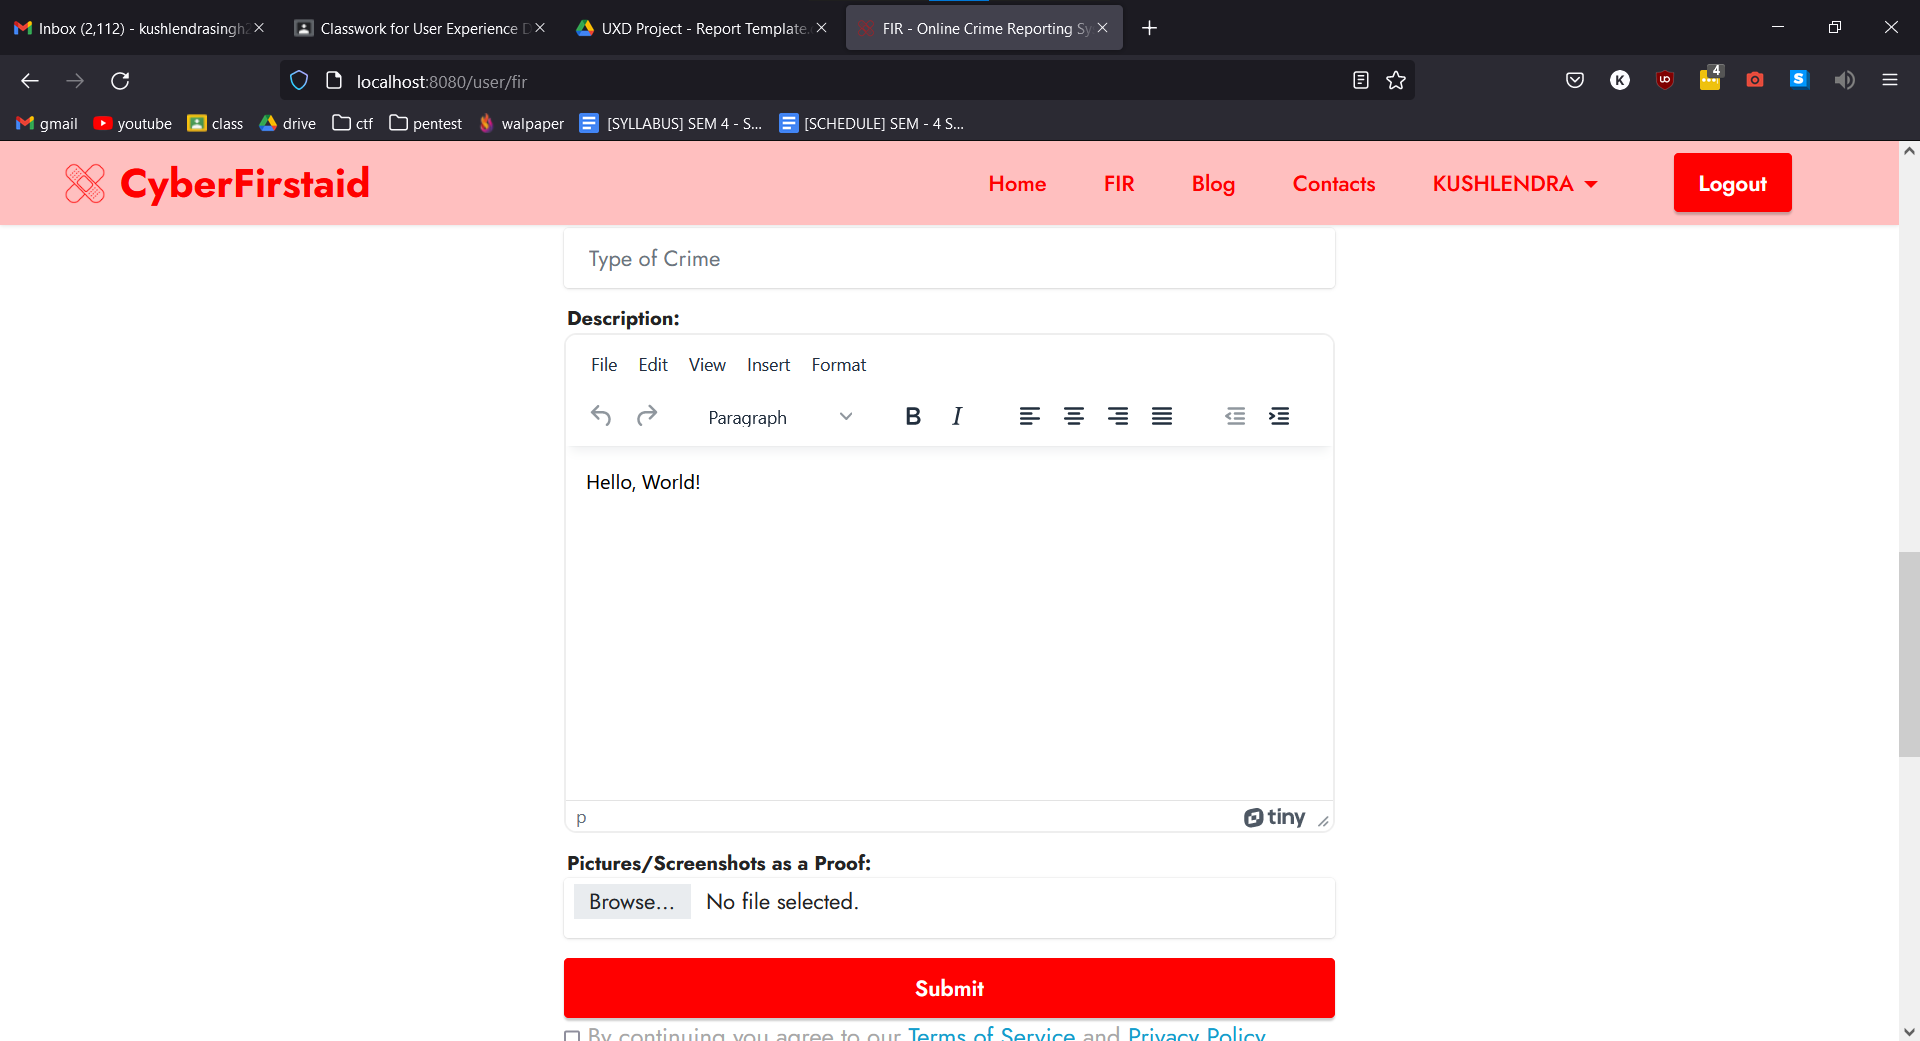 Inbox (2,112) - kushlendrasingh2
Classwork for User Experience D
UXD Project - Report Template.
FIR - Online Crime Reporting Sy
localhost:8080/user/fir
K
4
S
gmail
youtube
class
drive
ctf
pentest
walpaper
[SYLLABUS] SEM 4 - S...
[SCHEDULE] SEM - 4 S...
CyberFirstaid
Home
FIR
Blog
Contacts
KUSHLENDRA
Logout
Type of Crime
Description:
File Edit View Insert Format
Paragraph
B I
Hello, World!
p
tiny
Pictures/Screenshots as a Proof:
Browse... No file selected.
Submit
By continuing you agree to our Terms of Service and Privacy Policy